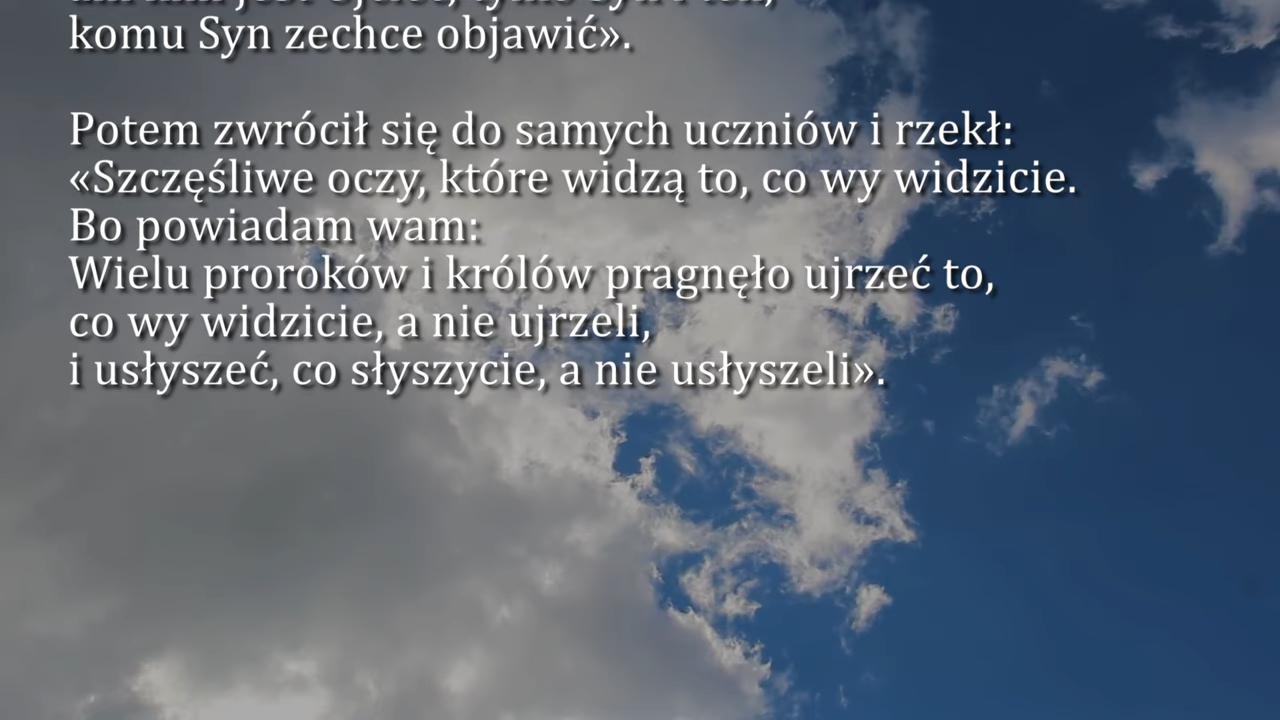 komu Syn zechce objawić».
Potem zwrócił się do samych uczniów i rzekł:
«Szczęśliwe oczy, które widzą to, co wy widzicie.
Bo powiadam wam:
Wielu proroków i królów pragnęło ujrzeć to,
co wy widzicie, a nie ujrzeli,
i usłyszeć, co słyszycie, a nie usłyszeli».